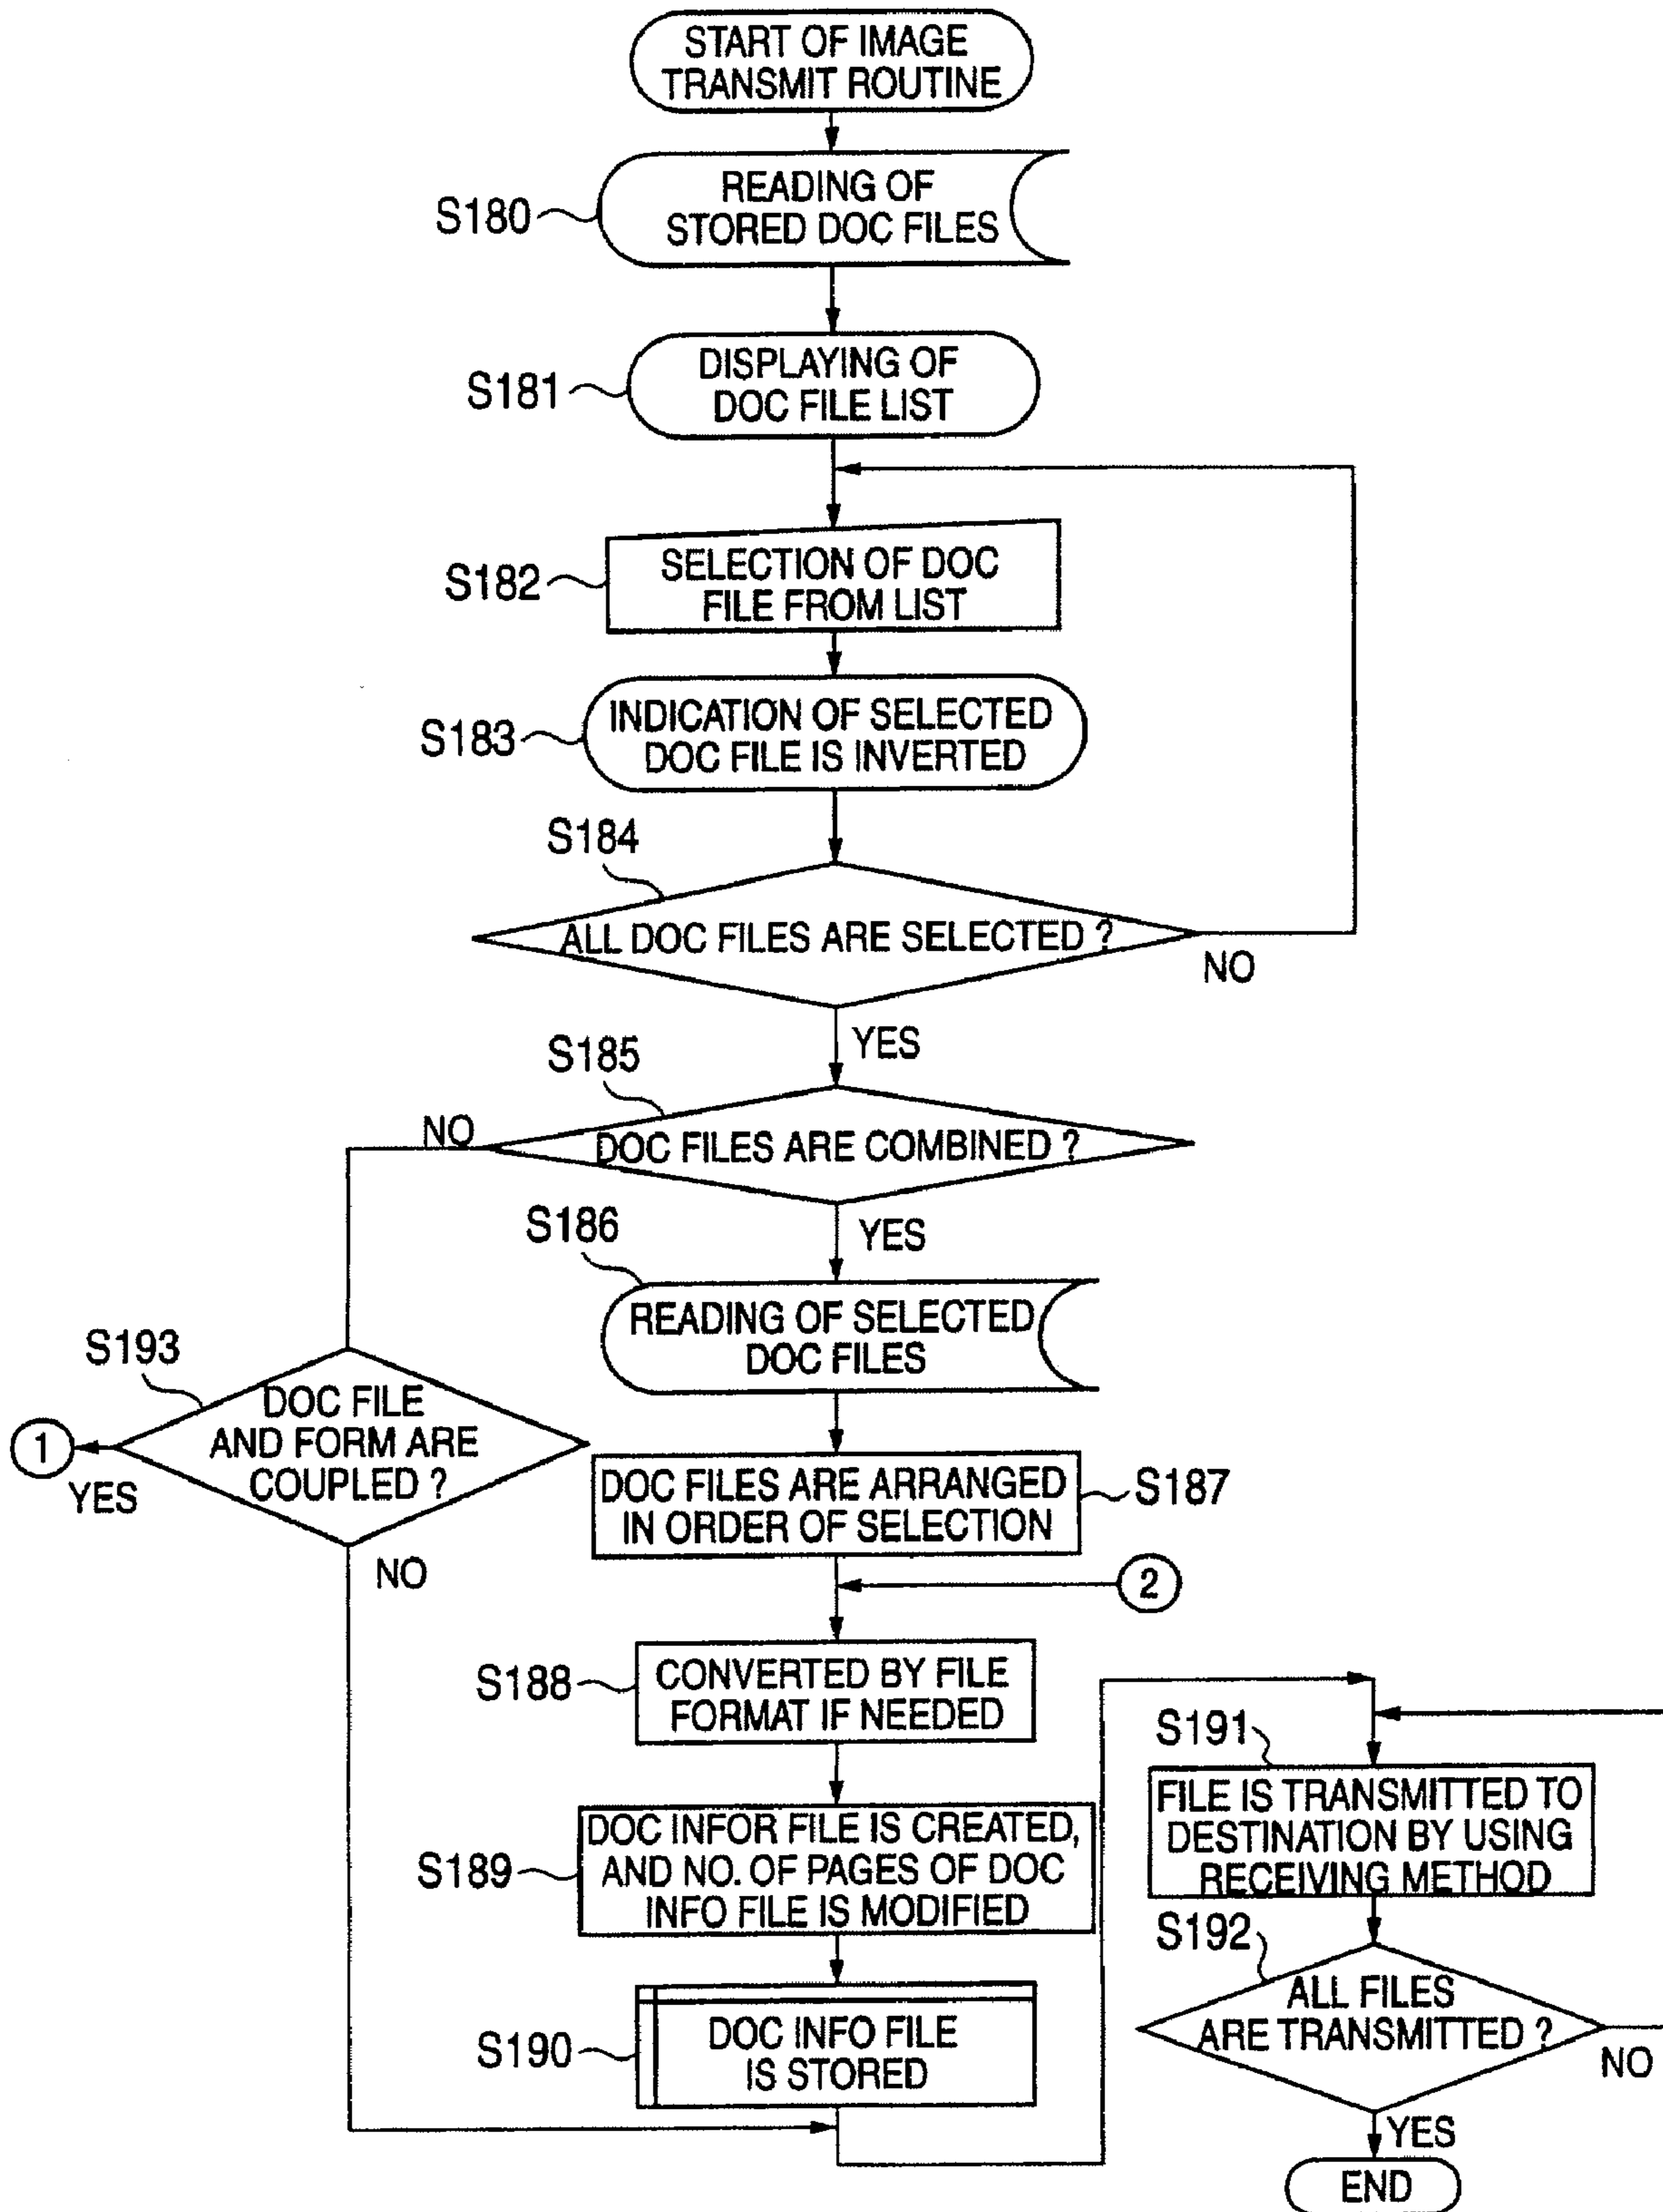 START OF IMAGE
TRANSMIT ROUTINE
S180
READING OF
STORED DOC FILES
S181
DISPLAYING OF
DOC FILE LIST
S182
SELECTION OF DOC
FILE FROM LIST
S183
INDICATION OF SELECTED
DOC FILE IS INVERTED
S184
ALL DOC FILES ARE SELECTED ?
NO
YES
S185
NO
DOC FILES ARE COMBINED ?
YES
S186
READING OF SELECTED
DOC FILES
S193
DOC FILE
AND FORM ARE
COUPLED ?
1
YES
NO
DOC FILES ARE ARRANGED
IN ORDER OF SELECTION
S187
2
S188
CONVERTED BY FILE
FORMAT IF NEEDED
S189
DOC INFOR FILE IS CREATED,
AND NO. OF PAGES OF DOC
INFO FILE IS MODIFIED
S190
DOC INFO FILE
IS STORED
S191
FILE IS TRANSMITTED TO
DESTINATION BY USING
RECEIVING METHOD
S192
ALL FILES
ARE TRANSMITTED ?
NO
YES
END